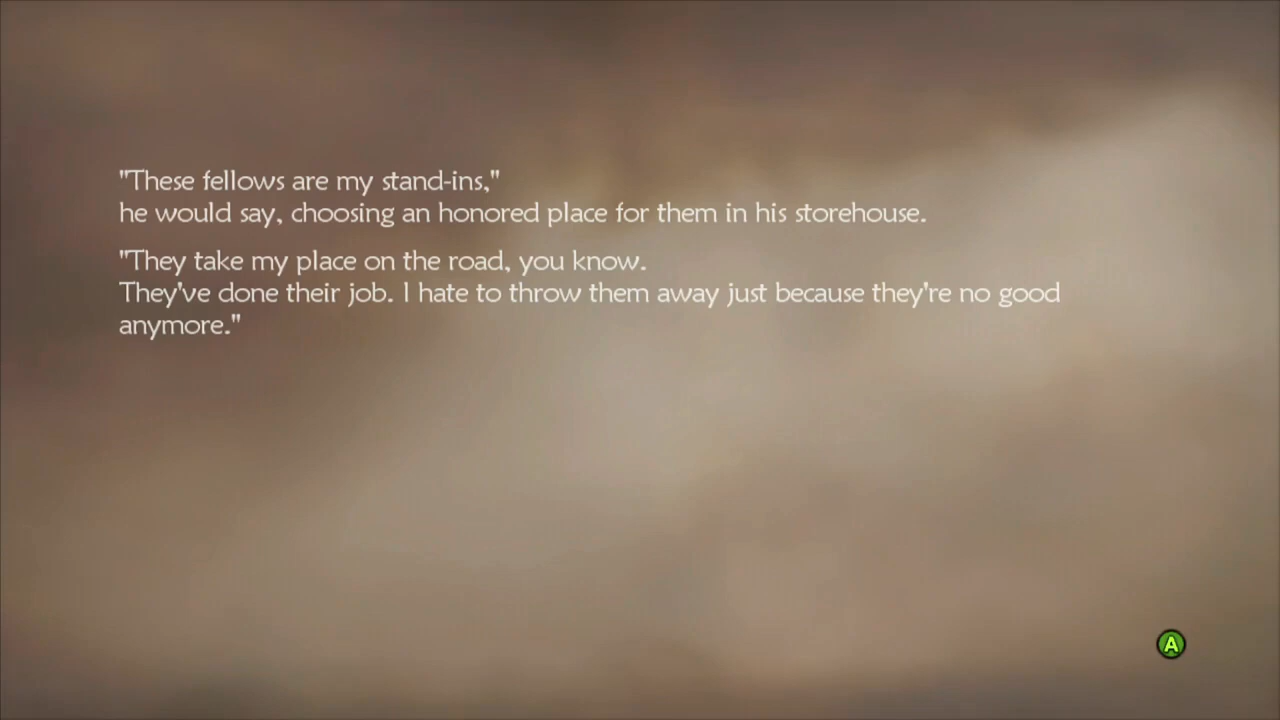 "These fellows are my stand-ins,"
he would say, choosing an honored place for them in his storehouse.
"They take my place on the road, you know.
They've done their job. I hate to throw them away just because they're no good
anymore."
A